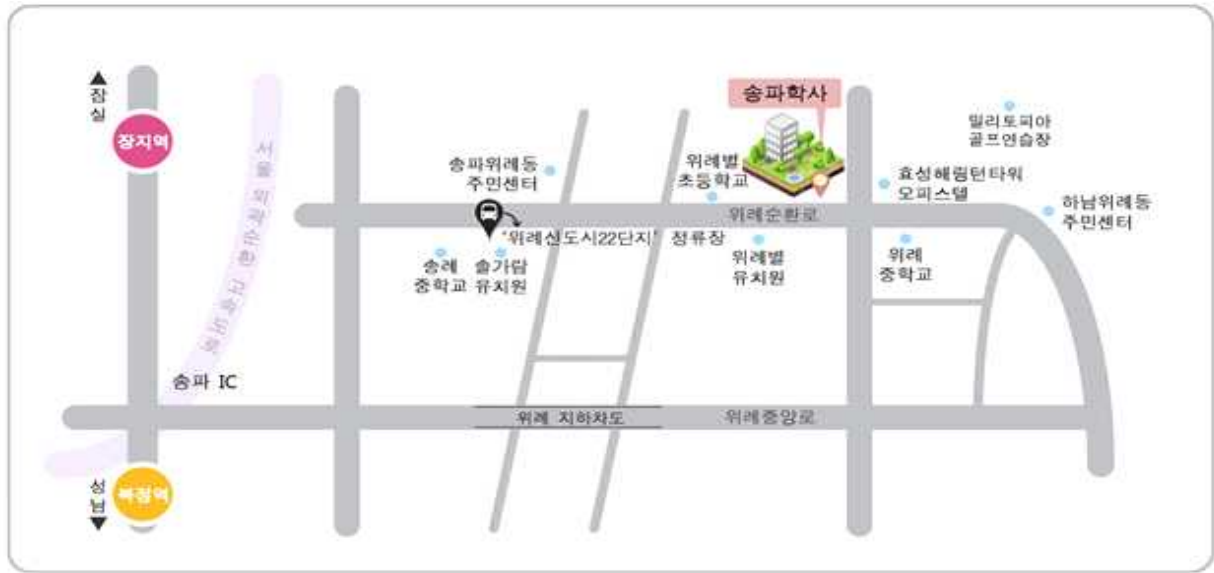 ▲
잠실
장지역
서울 외곽순환 고속도로
송파 IC
성남
▼
복정역
송파위례동
주민센터
'위례신도시22단지' 정류장
송례
중학교
솔가람
유치원
송파학사
위례별
초등학교
위례순환로
위례별
유치원
밀리토피아
골프연습장
효성해링턴타워
오피스텔
하남위례동
주민센터
위례
중학교
위례 지하차도
위례중앙로